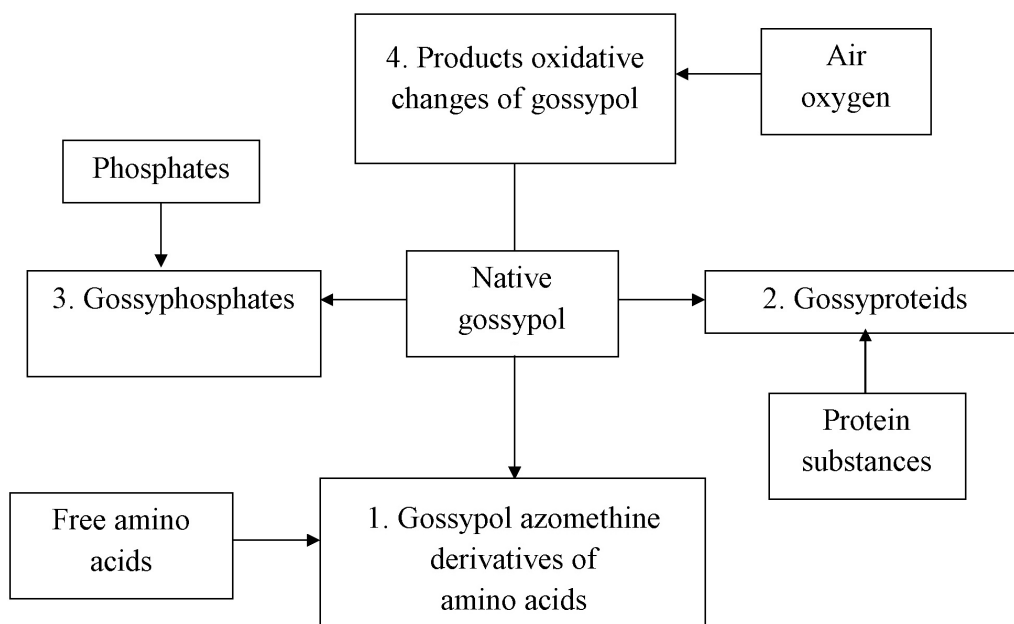 4. Products oxidative
changes of gossypol
Air
oxygen
Phosphates
3. Gossyphosphates
Native
gossypol
2. Gossyproteids
Protein
substances
Free amino
acids
1. Gossypol azomethine
derivatives of
amino acids